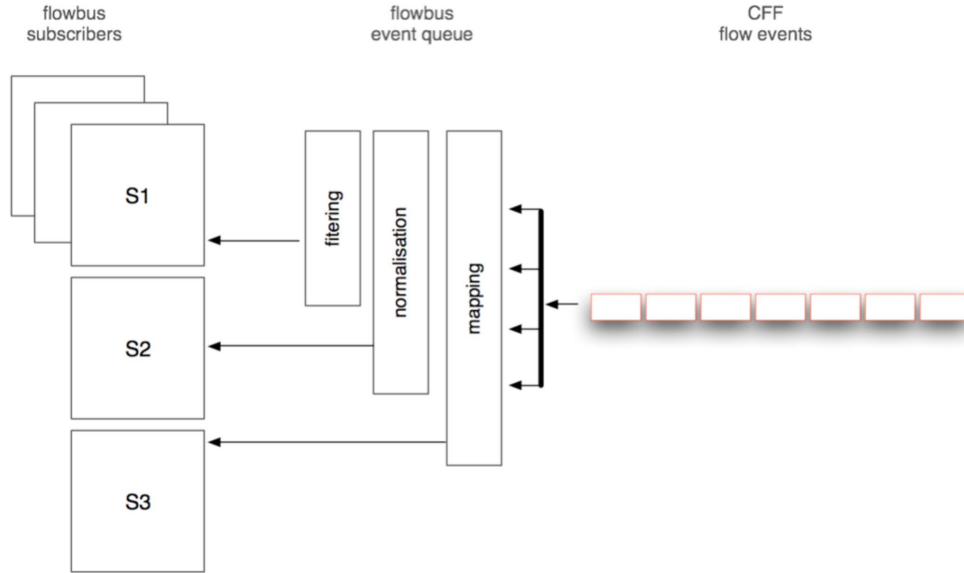 flowbus
subscribers
flowbus
event queue
CFF
flow events
S1
S2
S3
fitering
normalisation
mapping